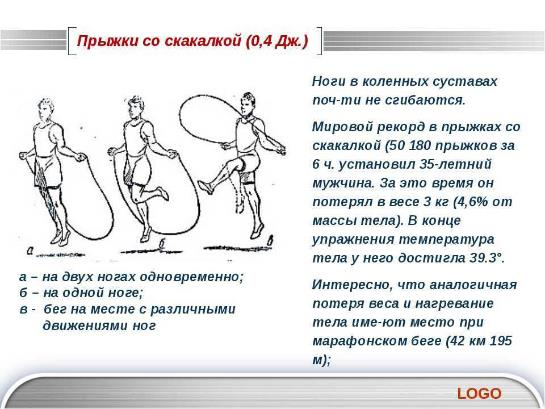 Прыжки со скакалкой (0,4 Дж.)
а
б
в
а – на двух ногах одновременно;
б – на одной ноге;
в - бег на месте с различными
движениями ног
Ноги в коленных суставах
поч-ти не сгибаются.
Мировой рекорд в прыжках со
скакалкой (50 180 прыжков за
6 ч. установил 35-летний
мужчина. За это время он
потерял в весе 3 кг (4,6% от
массы тела). В конце
упражнения температура
тела у него достигла 39.3°.
Интересно, что аналогичная
потеря веса и нагревание
тела име-ют место при
марафонском беге (42 км 195
м);
LOGO